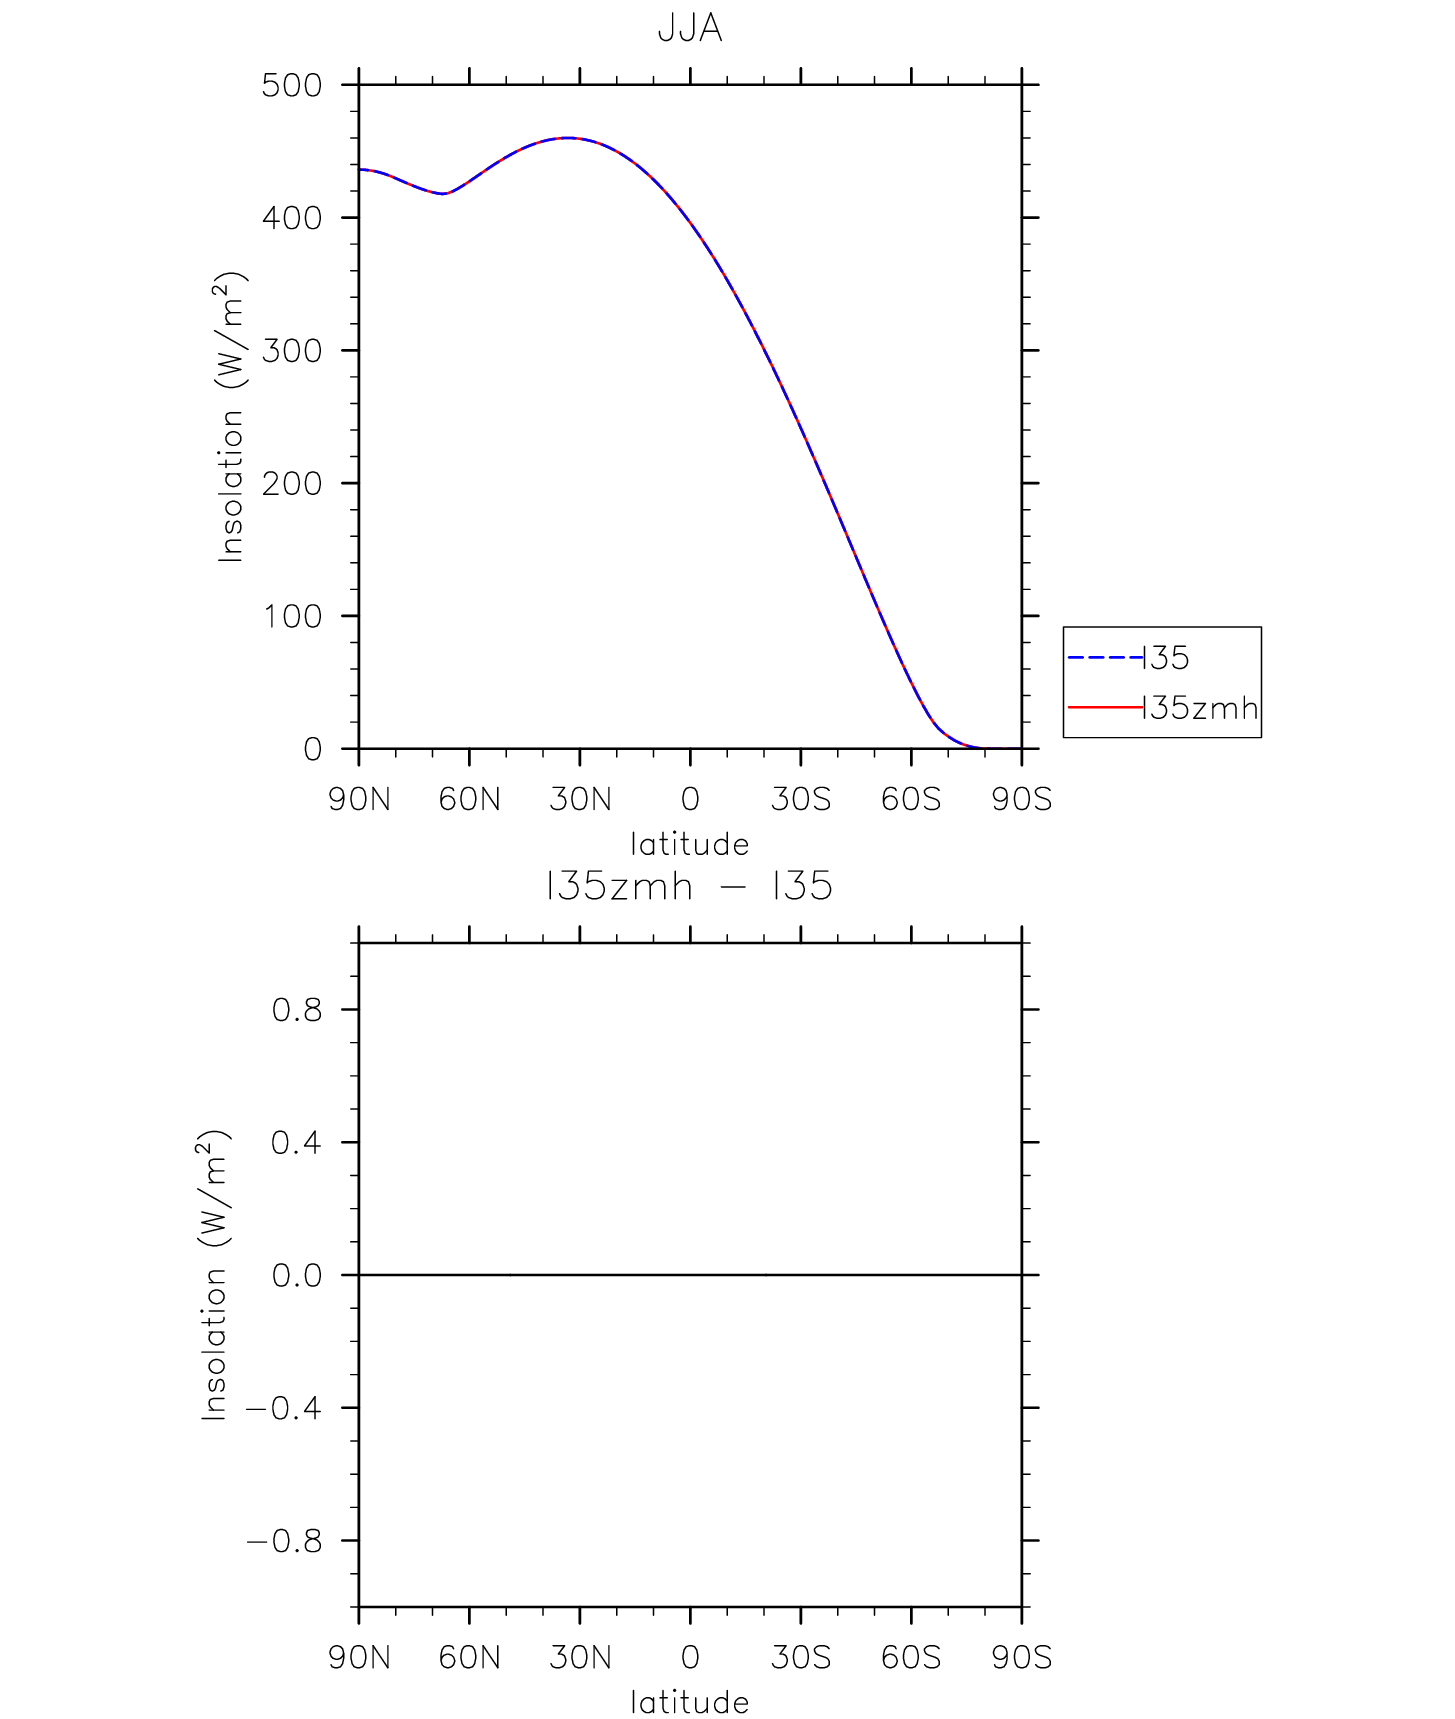 JJA
500
400
300
200
100
0
Insolation (W/m²)
90N 60N 30N 0 30S 60S 90S
latitude
I35
I35zmh
I35zmh − I35
0.8
0.4
0.0
−0.4
−0.8
Insolation (W/m²)
90N 60N 30N 0 30S 60S 90S
latitude